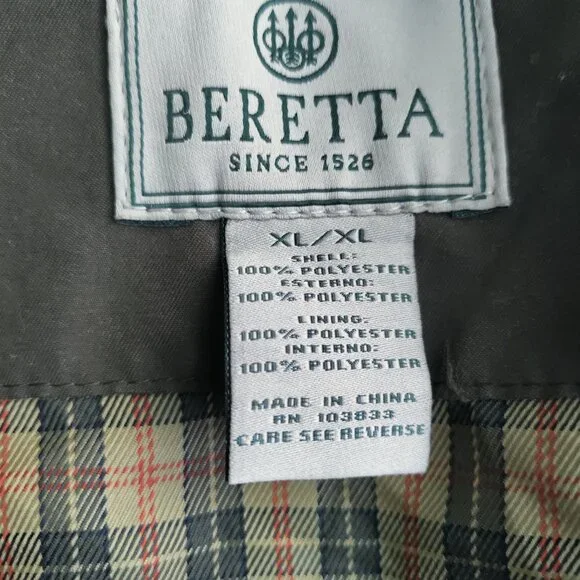 BERETTA
SINCE 1526
XL/XL
SHELL:
100% POLYESTER
ESTERNO:
100% POLYESTER
LINING:
100% POLYESTER
INTERNO:
100% POLYESTER
MADE IN CHINA
RN 103833
CARE SEE REVERSE